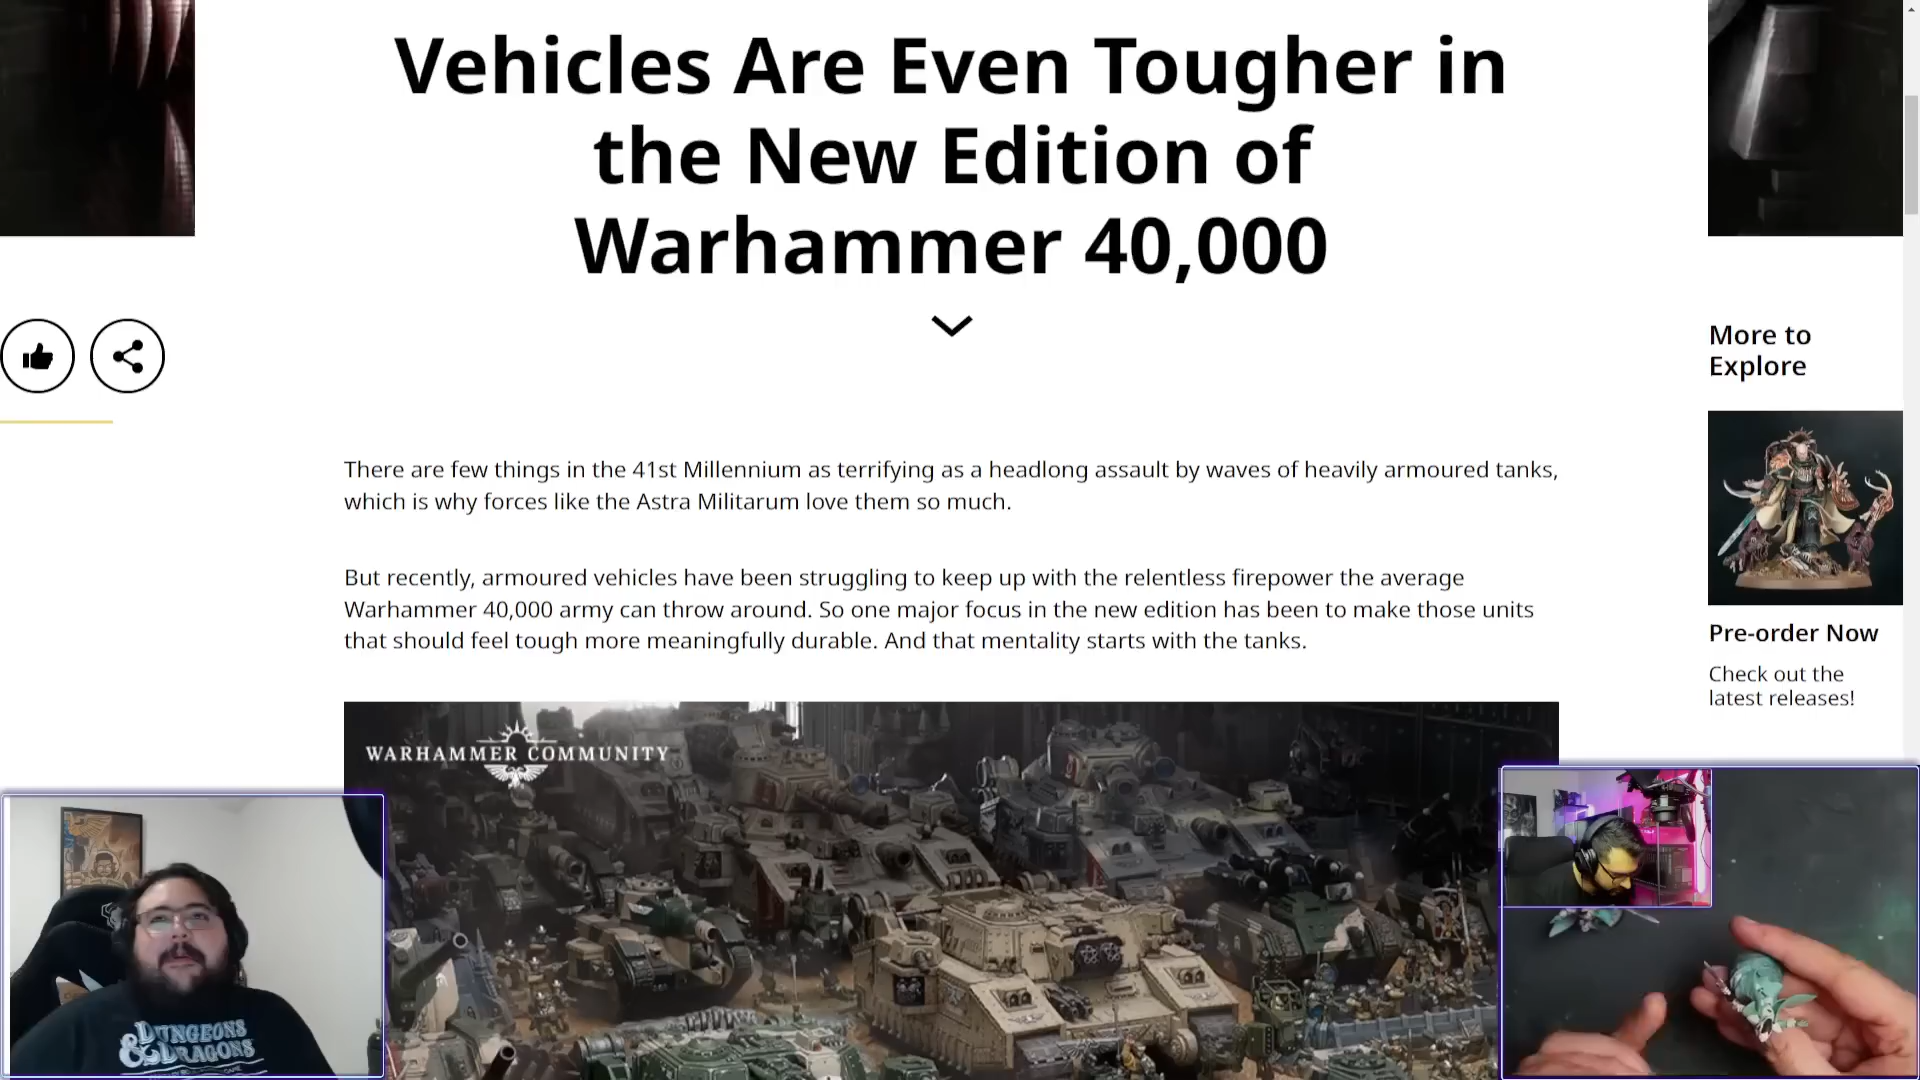 Vehicles Are Even Tougher in
the New Edition of
Warhammer 40,000
More to
Explore
There are few things in the 41st Millennium as terrifying as a headlong assault by waves of heavily armoured tanks,
which is why forces like the Astra Militarum love them so much.
But recently, armoured vehicles have been struggling to keep up with the relentless firepower the average
Warhammer 40,000 army can throw around. So one major focus in the new edition has been to make those units
that should feel tough more meaningfully durable. And that mentality starts with the tanks.
Pre-order Now
Check out the
latest releases!
WARHAMMER COMMUNITY
DUNGEONS
& DRAGONS